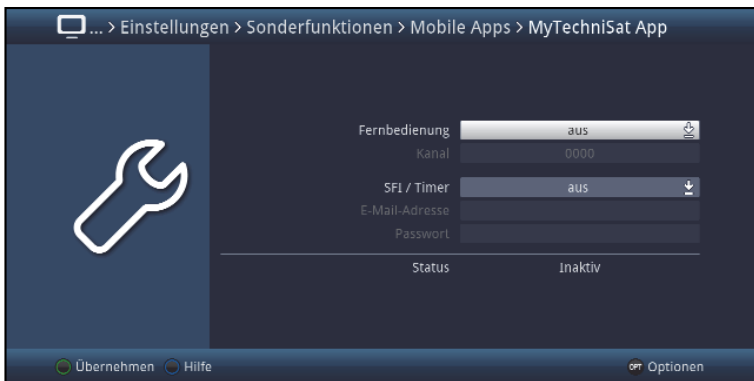 ... > Einstellungen > Sonderfunktionen > Mobile Apps > MyTechniSat App
Fernbedienung aus
Kanal 0000
SFI / Timer aus
E-Mail-Adresse
Passwort
Status Inaktiv
Übernehmen Hilfe OPT Optionen